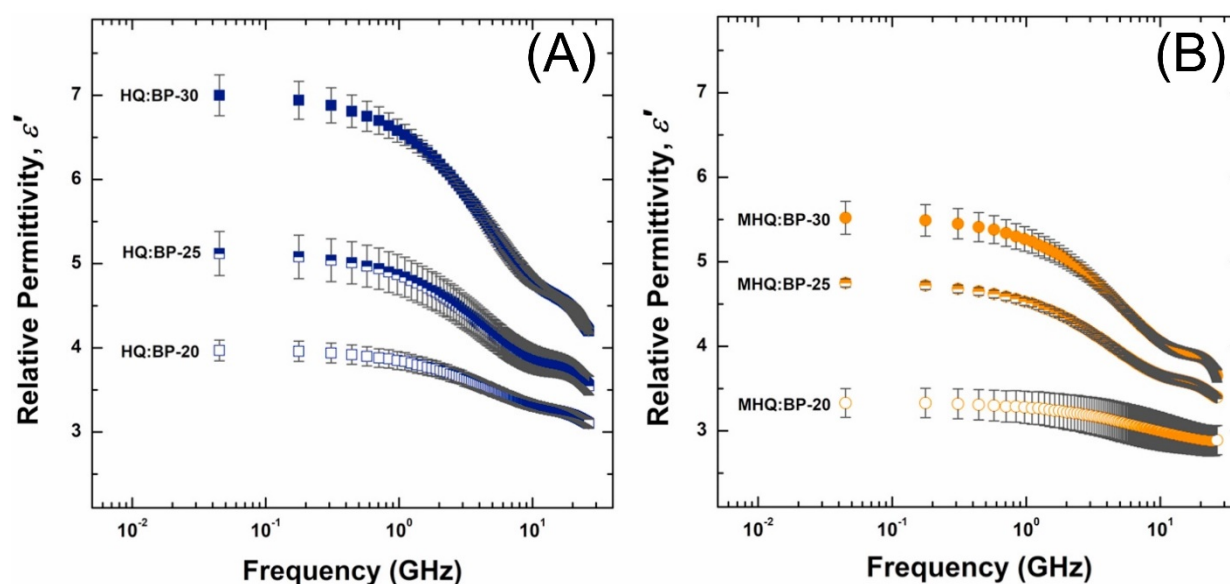 (A)
Relative Permittivity, ε′
7
6
5
4
3
HQ:BP-30
HQ:BP-25
HQ:BP-20
10⁻² 10⁻¹ 10⁰ 10¹
Frequency (GHz)
(B)
Relative Permittivity, ε′
7
6
5
4
3
MHQ:BP-30
MHQ:BP-25
MHQ:BP-20
10⁻² 10⁻¹ 10⁰ 10¹
Frequency (GHz)